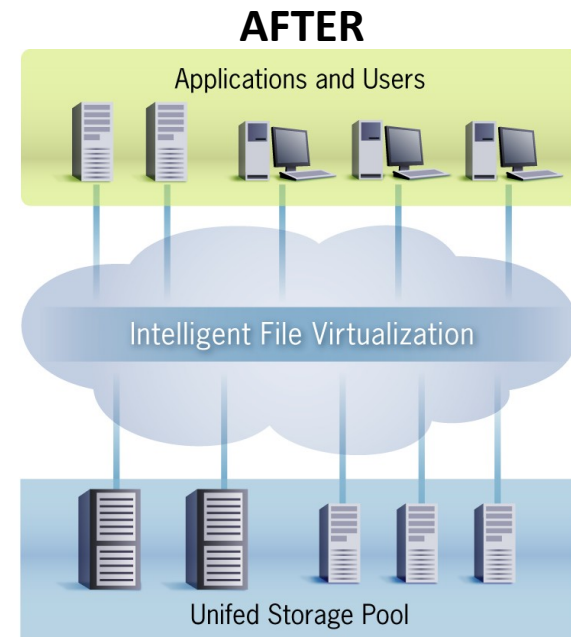 AFTER
Applications and Users
Intelligent File Virtualization
Unifed Storage Pool